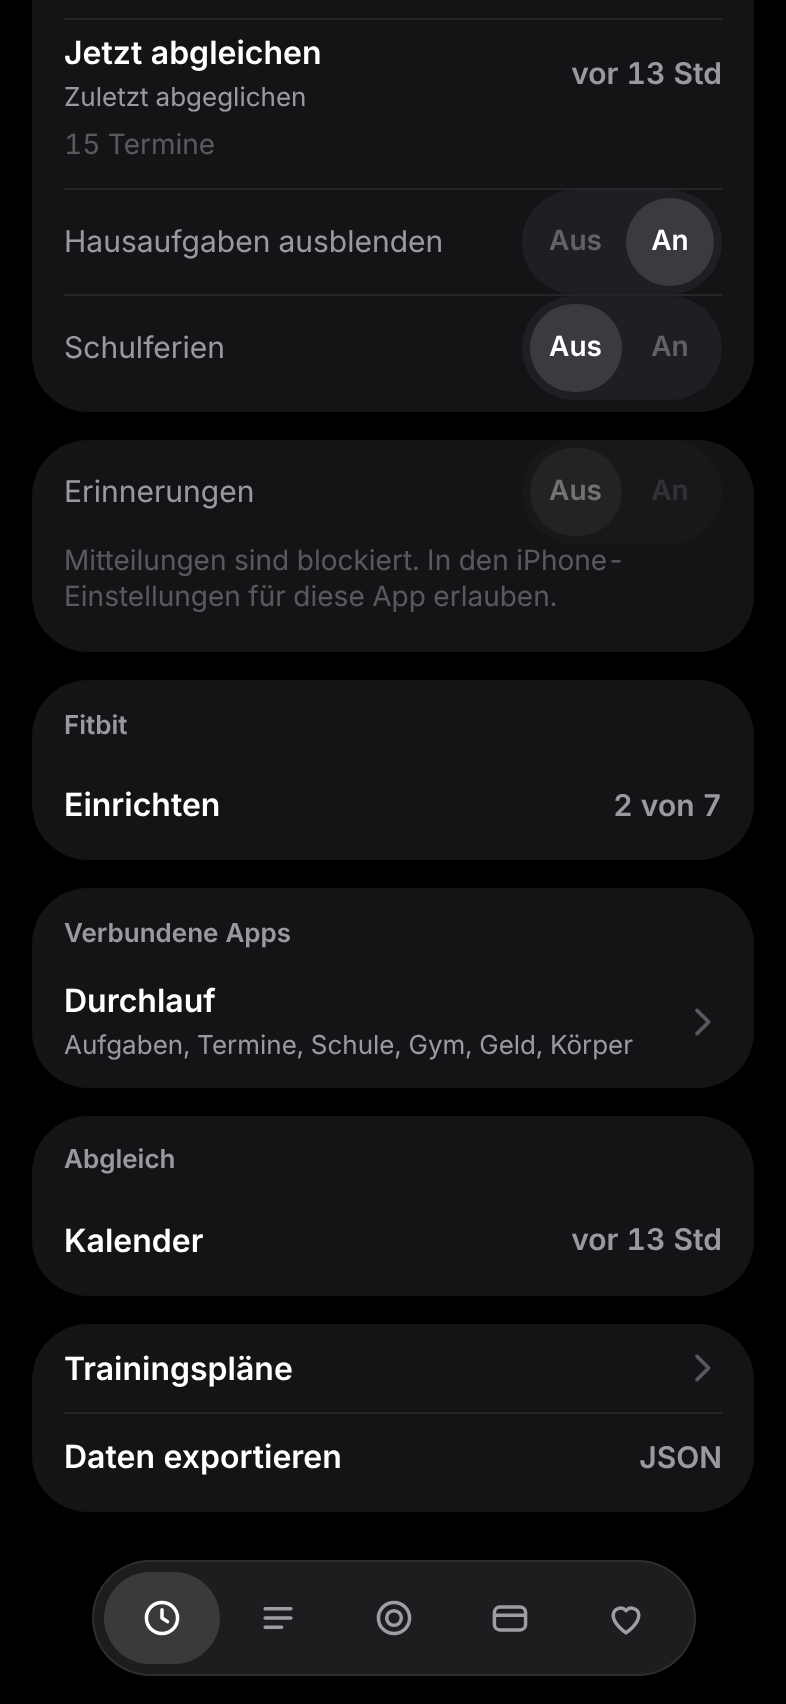 Jetzt abgleichen
vor 13 Std
Zuletzt abgeglichen
15 Termine
Hausaufgaben ausblenden
Aus An
Schulferien
Aus An
Erinnerungen
Aus An
Mitteilungen sind blockiert. In den iPhone-
Einstellungen für diese App erlauben.
Fitbit
Einrichten
2 von 7
Verbundene Apps
Durchlauf
Aufgaben, Termine, Schule, Gym, Geld, Körper
Abgleich
Kalender
vor 13 Std
Trainingspläne
Daten exportieren
JSON